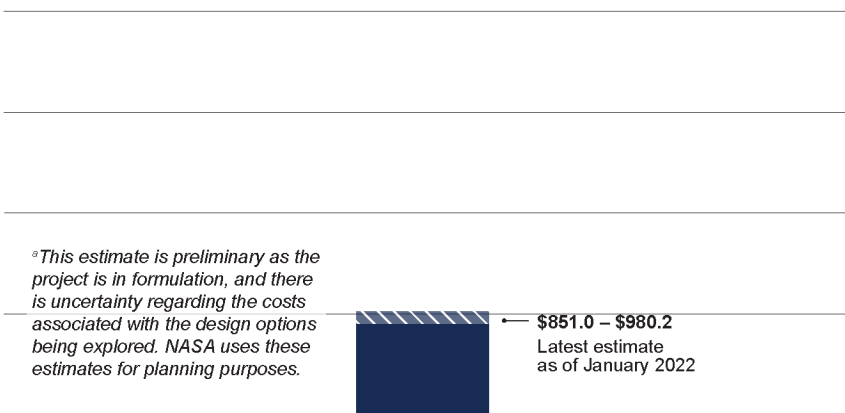 ᵃThis estimate is preliminary as the
project is in formulation, and there
is uncertainty regarding the costs
associated with the design options
being explored. NASA uses these
estimates for planning purposes.
$851.0 – $980.2
Latest estimate
as of January 2022